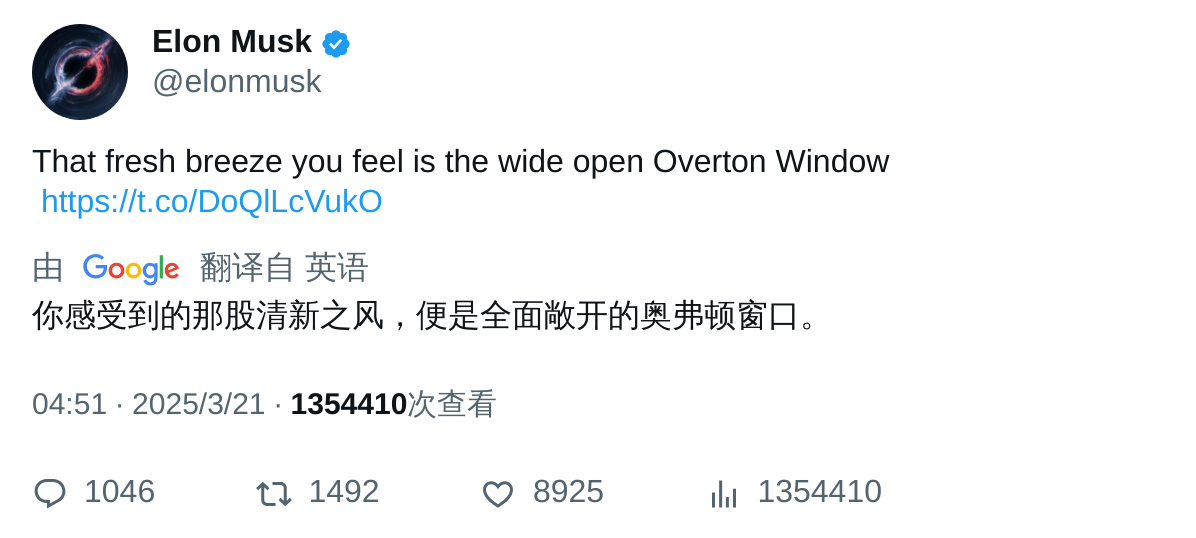 Elon Musk
@elonmusk
That fresh breeze you feel is the wide open Overton Window
https://t.co/DoQlLcVukO
由 Google 翻译自 英语
你感受到的那股清新之风，便是全面敞开的奥弗顿窗口。
04:51 · 2025/3/21 · 1354410次查看
1046 1492 8925 1354410